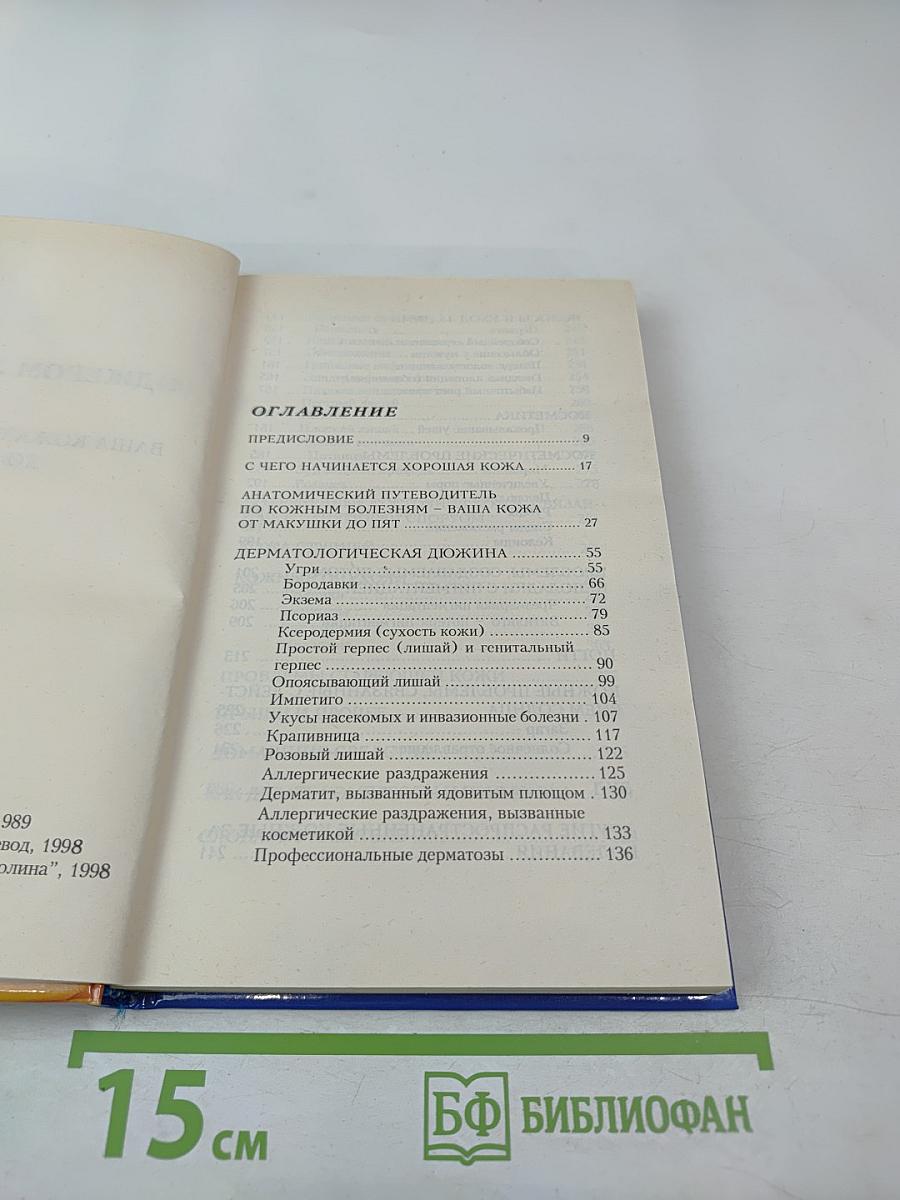 989
вод, 1998
олина", 1998
ОГЛАВЛЕНИЕ
ПРЕДИСЛОВИЕ ........ 9
С ЧЕГО НАЧИНАЕТСЯ ХОРОШАЯ КОЖА ........ 17
АНАТОМИЧЕСКИЙ ПУТЕВОДИТЕЛЬ
ПО КОЖНЫМ БОЛЕЗНЯМ – ВАША КОЖА
ОТ МАКУШКИ ДО ПЯТ ........ 27
ДЕРМАТОЛОГИЧЕСКАЯ ДЮЖИНА ........ 55
Угри ........ 55
Бородавки ........ 66
Экзема ........ 72
Псориаз ........ 79
Ксеродермия (сухость кожи) ........ 85
Простой герпес (лишай) и генитальный
герпес ........ 90
Опоясывающий лишай ........ 99
Импетиго ........ 104
Укусы насекомых и инвазионные болезни . 107
Крапивница ........ 117
Розовый лишай ........ 122
Аллергические раздражения ........ 125
Дерматит, вызванный ядовитым плющом . 130
Аллергические раздражения, вызванные
косметикой ........ 133
Профессиональные дерматозы ........ 136
15 см
БФ БИБЛИОФАН